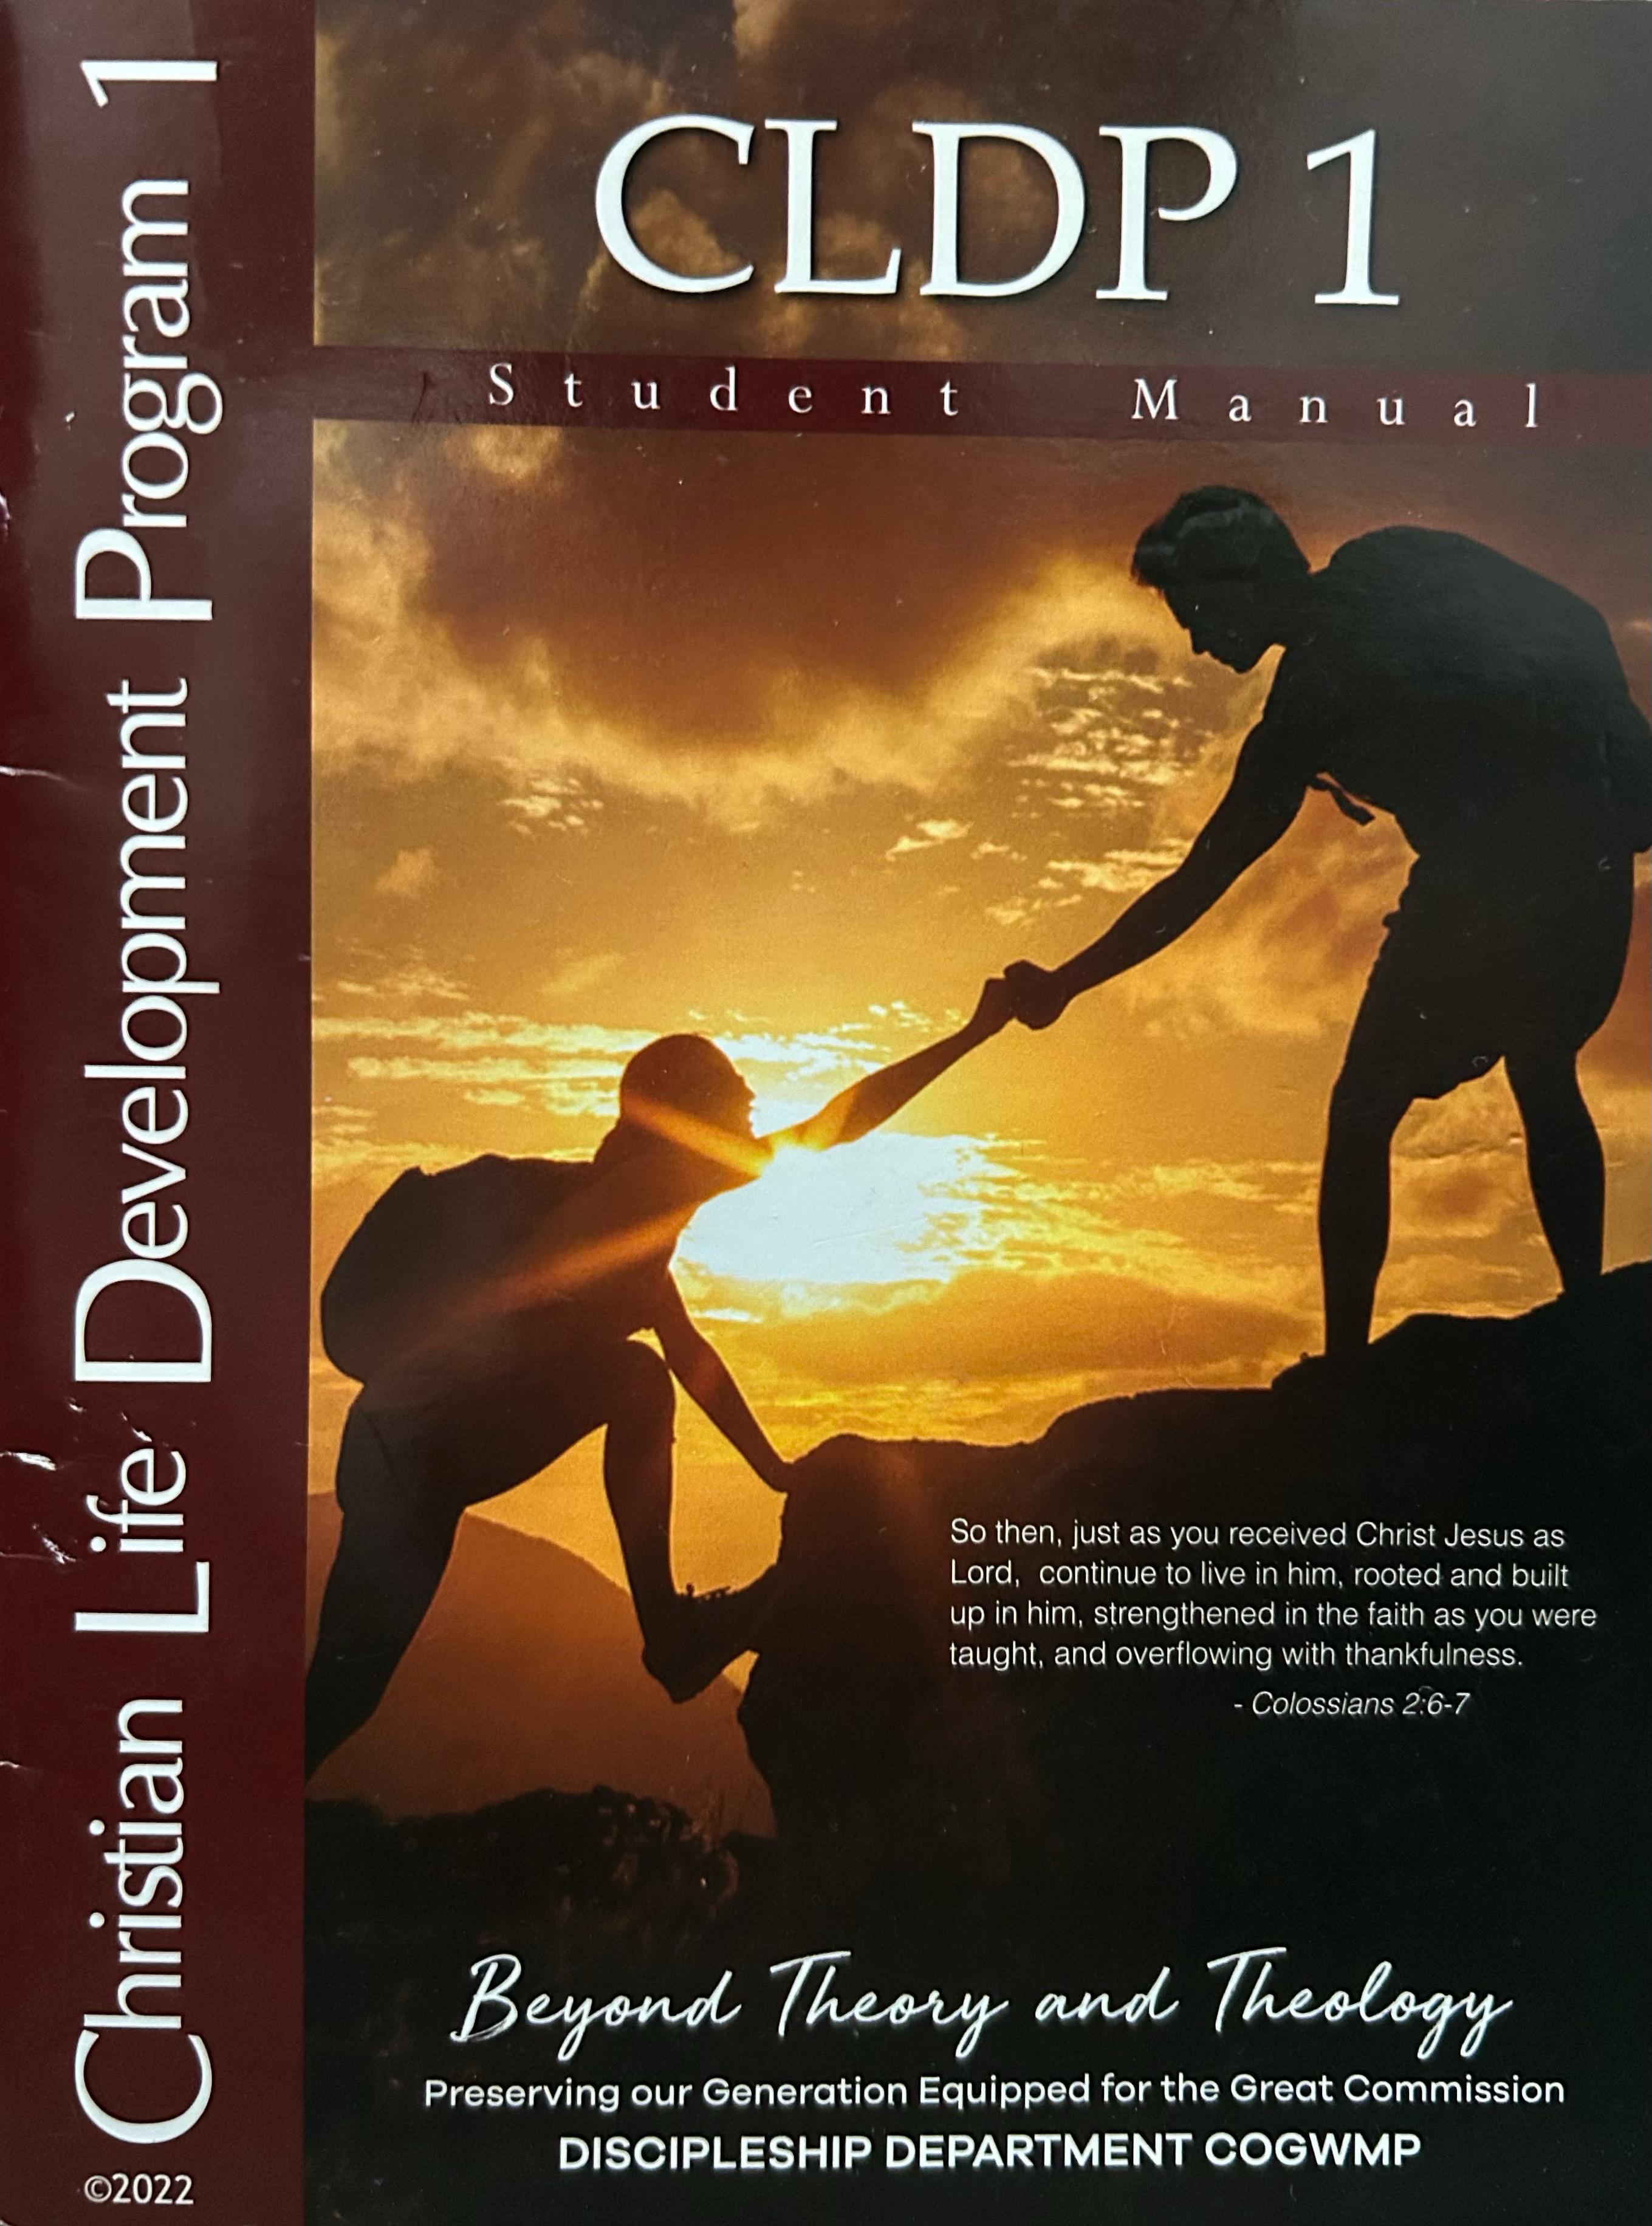 Christian Life Development Program 1
©2022
CLDP 1
Student Manual
So then, just as you received Christ Jesus as
Lord, continue to live in him, rooted and built
up in him, strengthened in the faith as you were
taught, and overflowing with thankfulness.
- Colossians 2:6-7
Beyond Theory and Theology
Preserving our Generation Equipped for the Great Commission
DISCIPLESHIP DEPARTMENT COGWMP